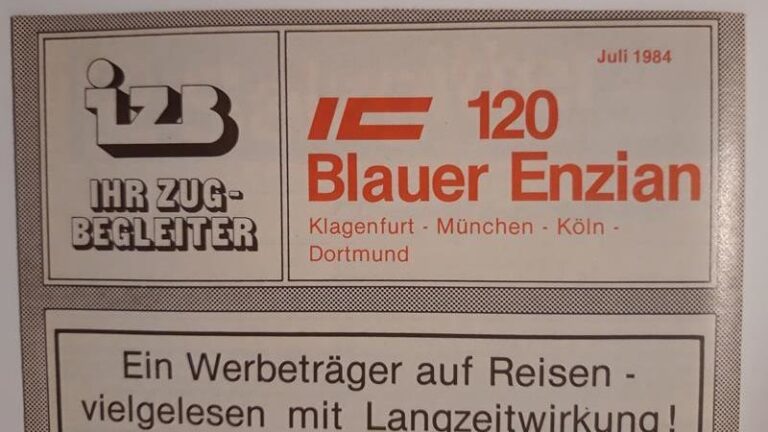 izB
IHR ZUG-
BEGLEITER
Juli 1984
IC 120
Blauer Enzian
Klagenfurt - München - Köln -
Dortmund
Ein Werbeträger auf Reisen -
vielgelesen mit Langzeitwirkung!